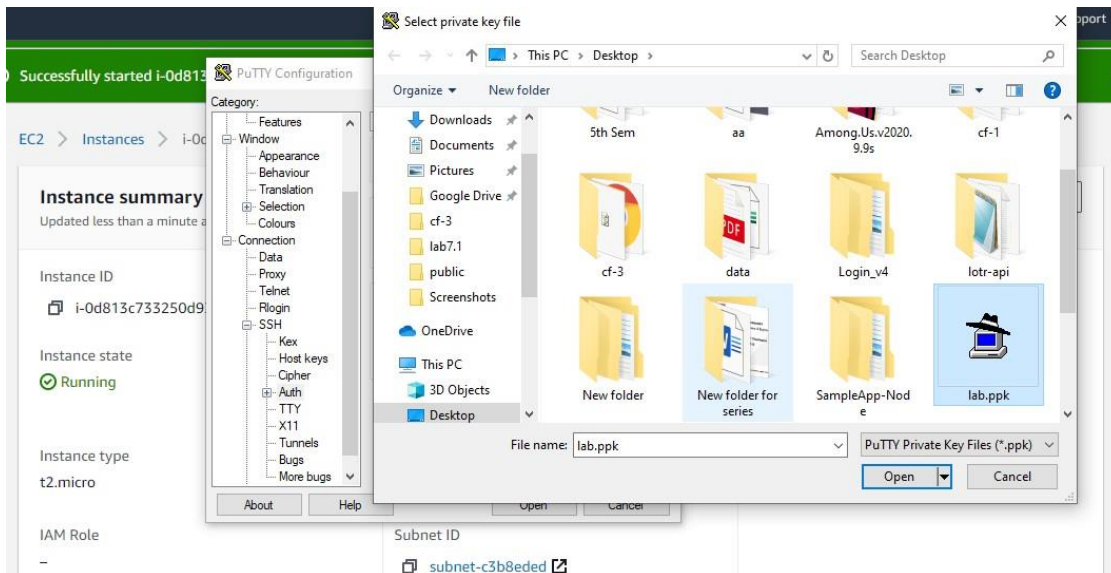 Select private key file
pport
This PC > Desktop >
Search Desktop
Organize
New folder
Successfully started i-0d813
PuTTY Configuration
Category:
Features
Window
Appearance
Behaviour
Translation
Selection
Colours
Connection
Data
Proxy
Telnet
Rlogin
SSH
Kex
Host keys
Cipher
Auth
TTY
X11
Tunnels
Bugs
More bugs
About
Help
Open
Cancel
EC2 > Instances > i-0d
Instance summary
Updated less than a minute a
Instance ID
i-0d813c733250d9
Instance state
Running
Instance type
t2.micro
IAM Role
–
Subnet ID
subnet-c3b8eded
Downloads
Documents
Pictures
Google Drive
cf-3
lab7.1
public
Screenshots
OneDrive
This PC
3D Objects
Desktop
5th Sem
aa
Among.Us.v2020.
9.9s
cf-1
cf-3
data
Login_v4
lotr-api
New folder
New folder for
series
SampleApp-Nod
e
lab.ppk
PDF
File name: lab.ppk
PuTTY Private Key Files (*.ppk)
Open
Cancel